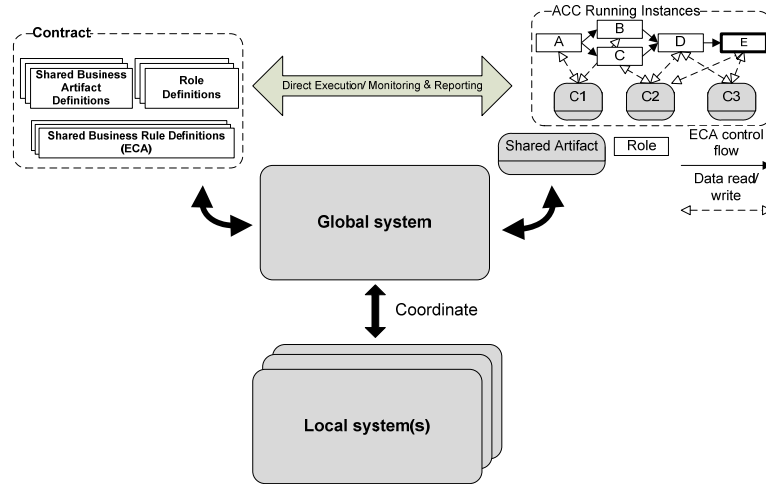 Contract
Shared Business
Artifact
Definitions
Role
Definitions
Shared Business Rule Definitions
(ECA)
Direct Execution/ Monitoring & Reporting
ACC Running Instances
A
B
C
D
E
C1
C2
C3
Shared Artifact
Role
ECA control
flow
Data read/
write
Global system
Coordinate
Local system(s)